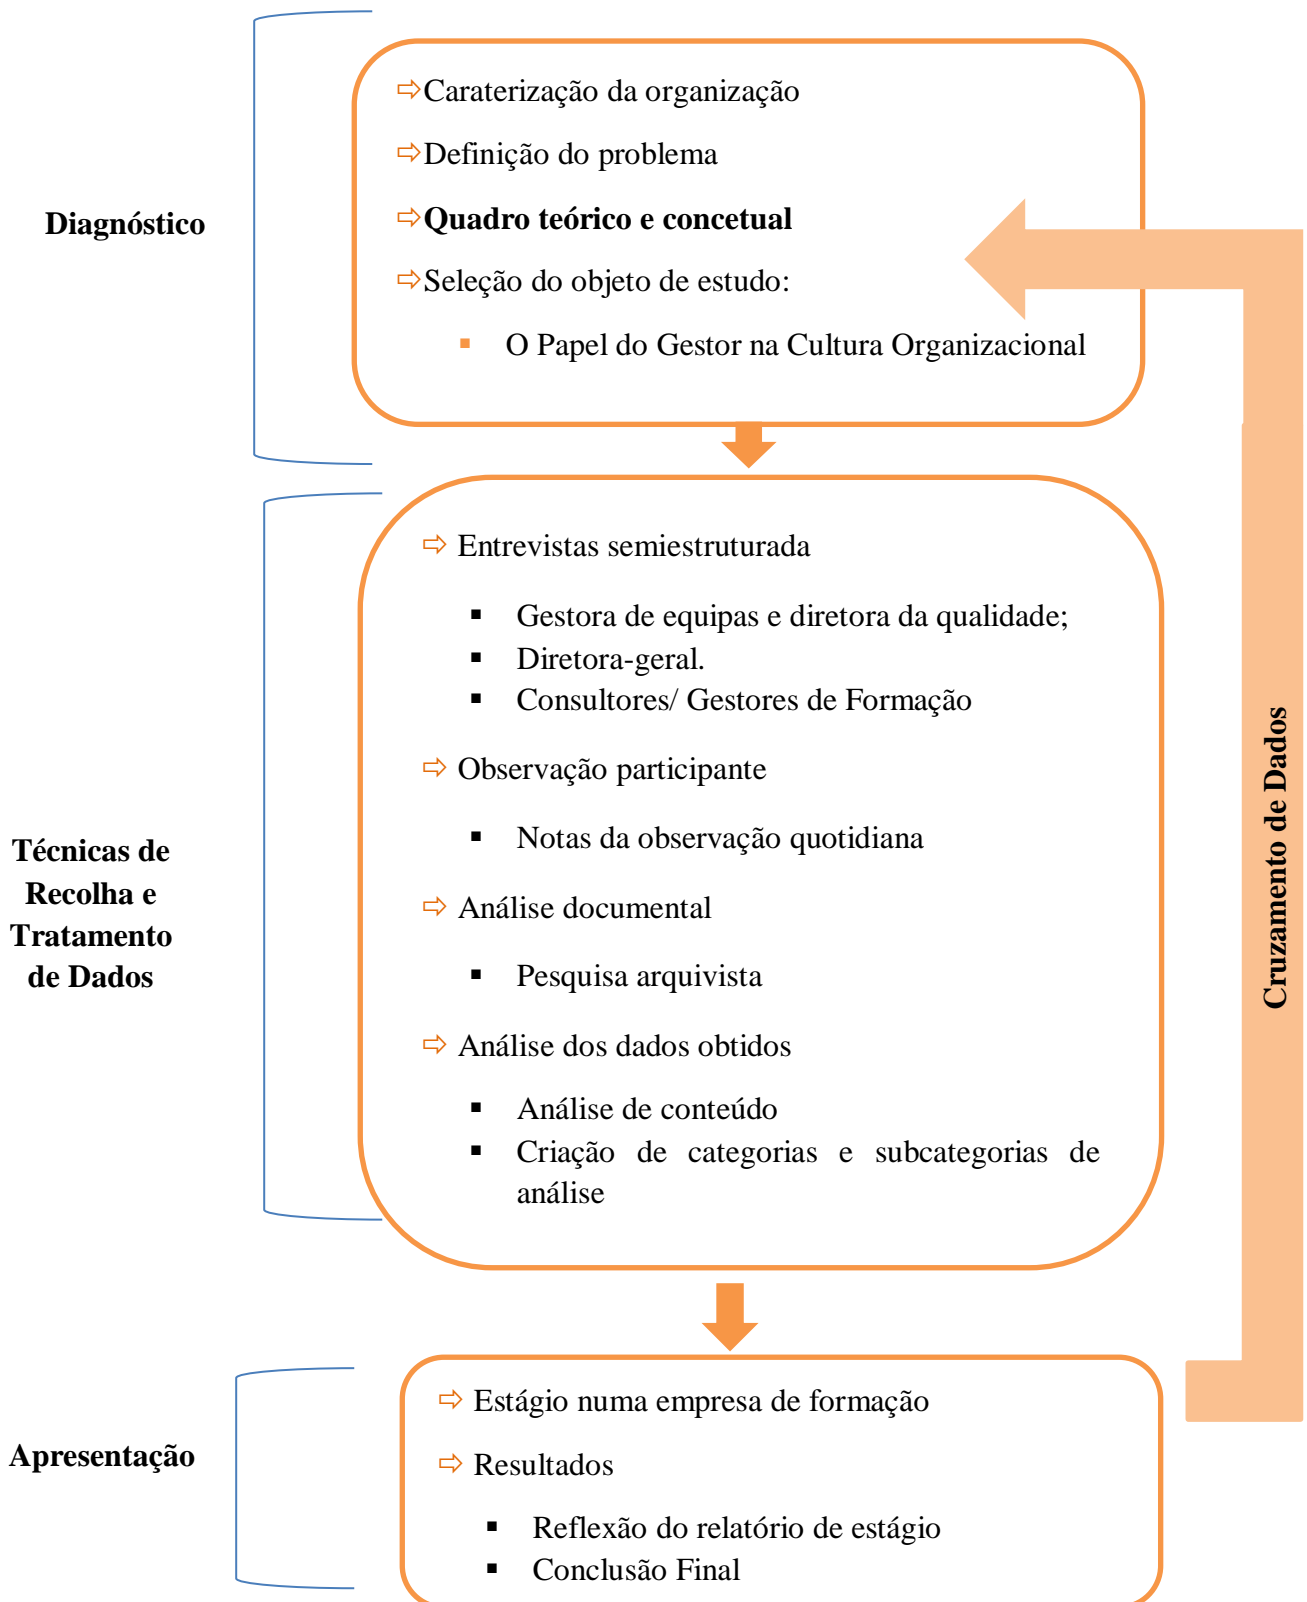 Diagnóstico
Caraterização da organização
Definição do problema
Quadro teórico e concetual
Seleção do objeto de estudo:
O Papel do Gestor na Cultura Organizacional
Técnicas de
Recolha e
Tratamento
de Dados
Entrevistas semiestruturada
Gestora de equipas e diretora da qualidade;
Diretora-geral.
Consultores/ Gestores de Formação
Observação participante
Notas da observação quotidiana
Análise documental
Pesquisa arquivista
Análise dos dados obtidos
Análise de conteúdo
Criação de categorias e subcategorias de
análise
Cruzamento de Dados
Apresentação
Estágio numa empresa de formação
Resultados
Reflexão do relatório de estágio
Conclusão Final